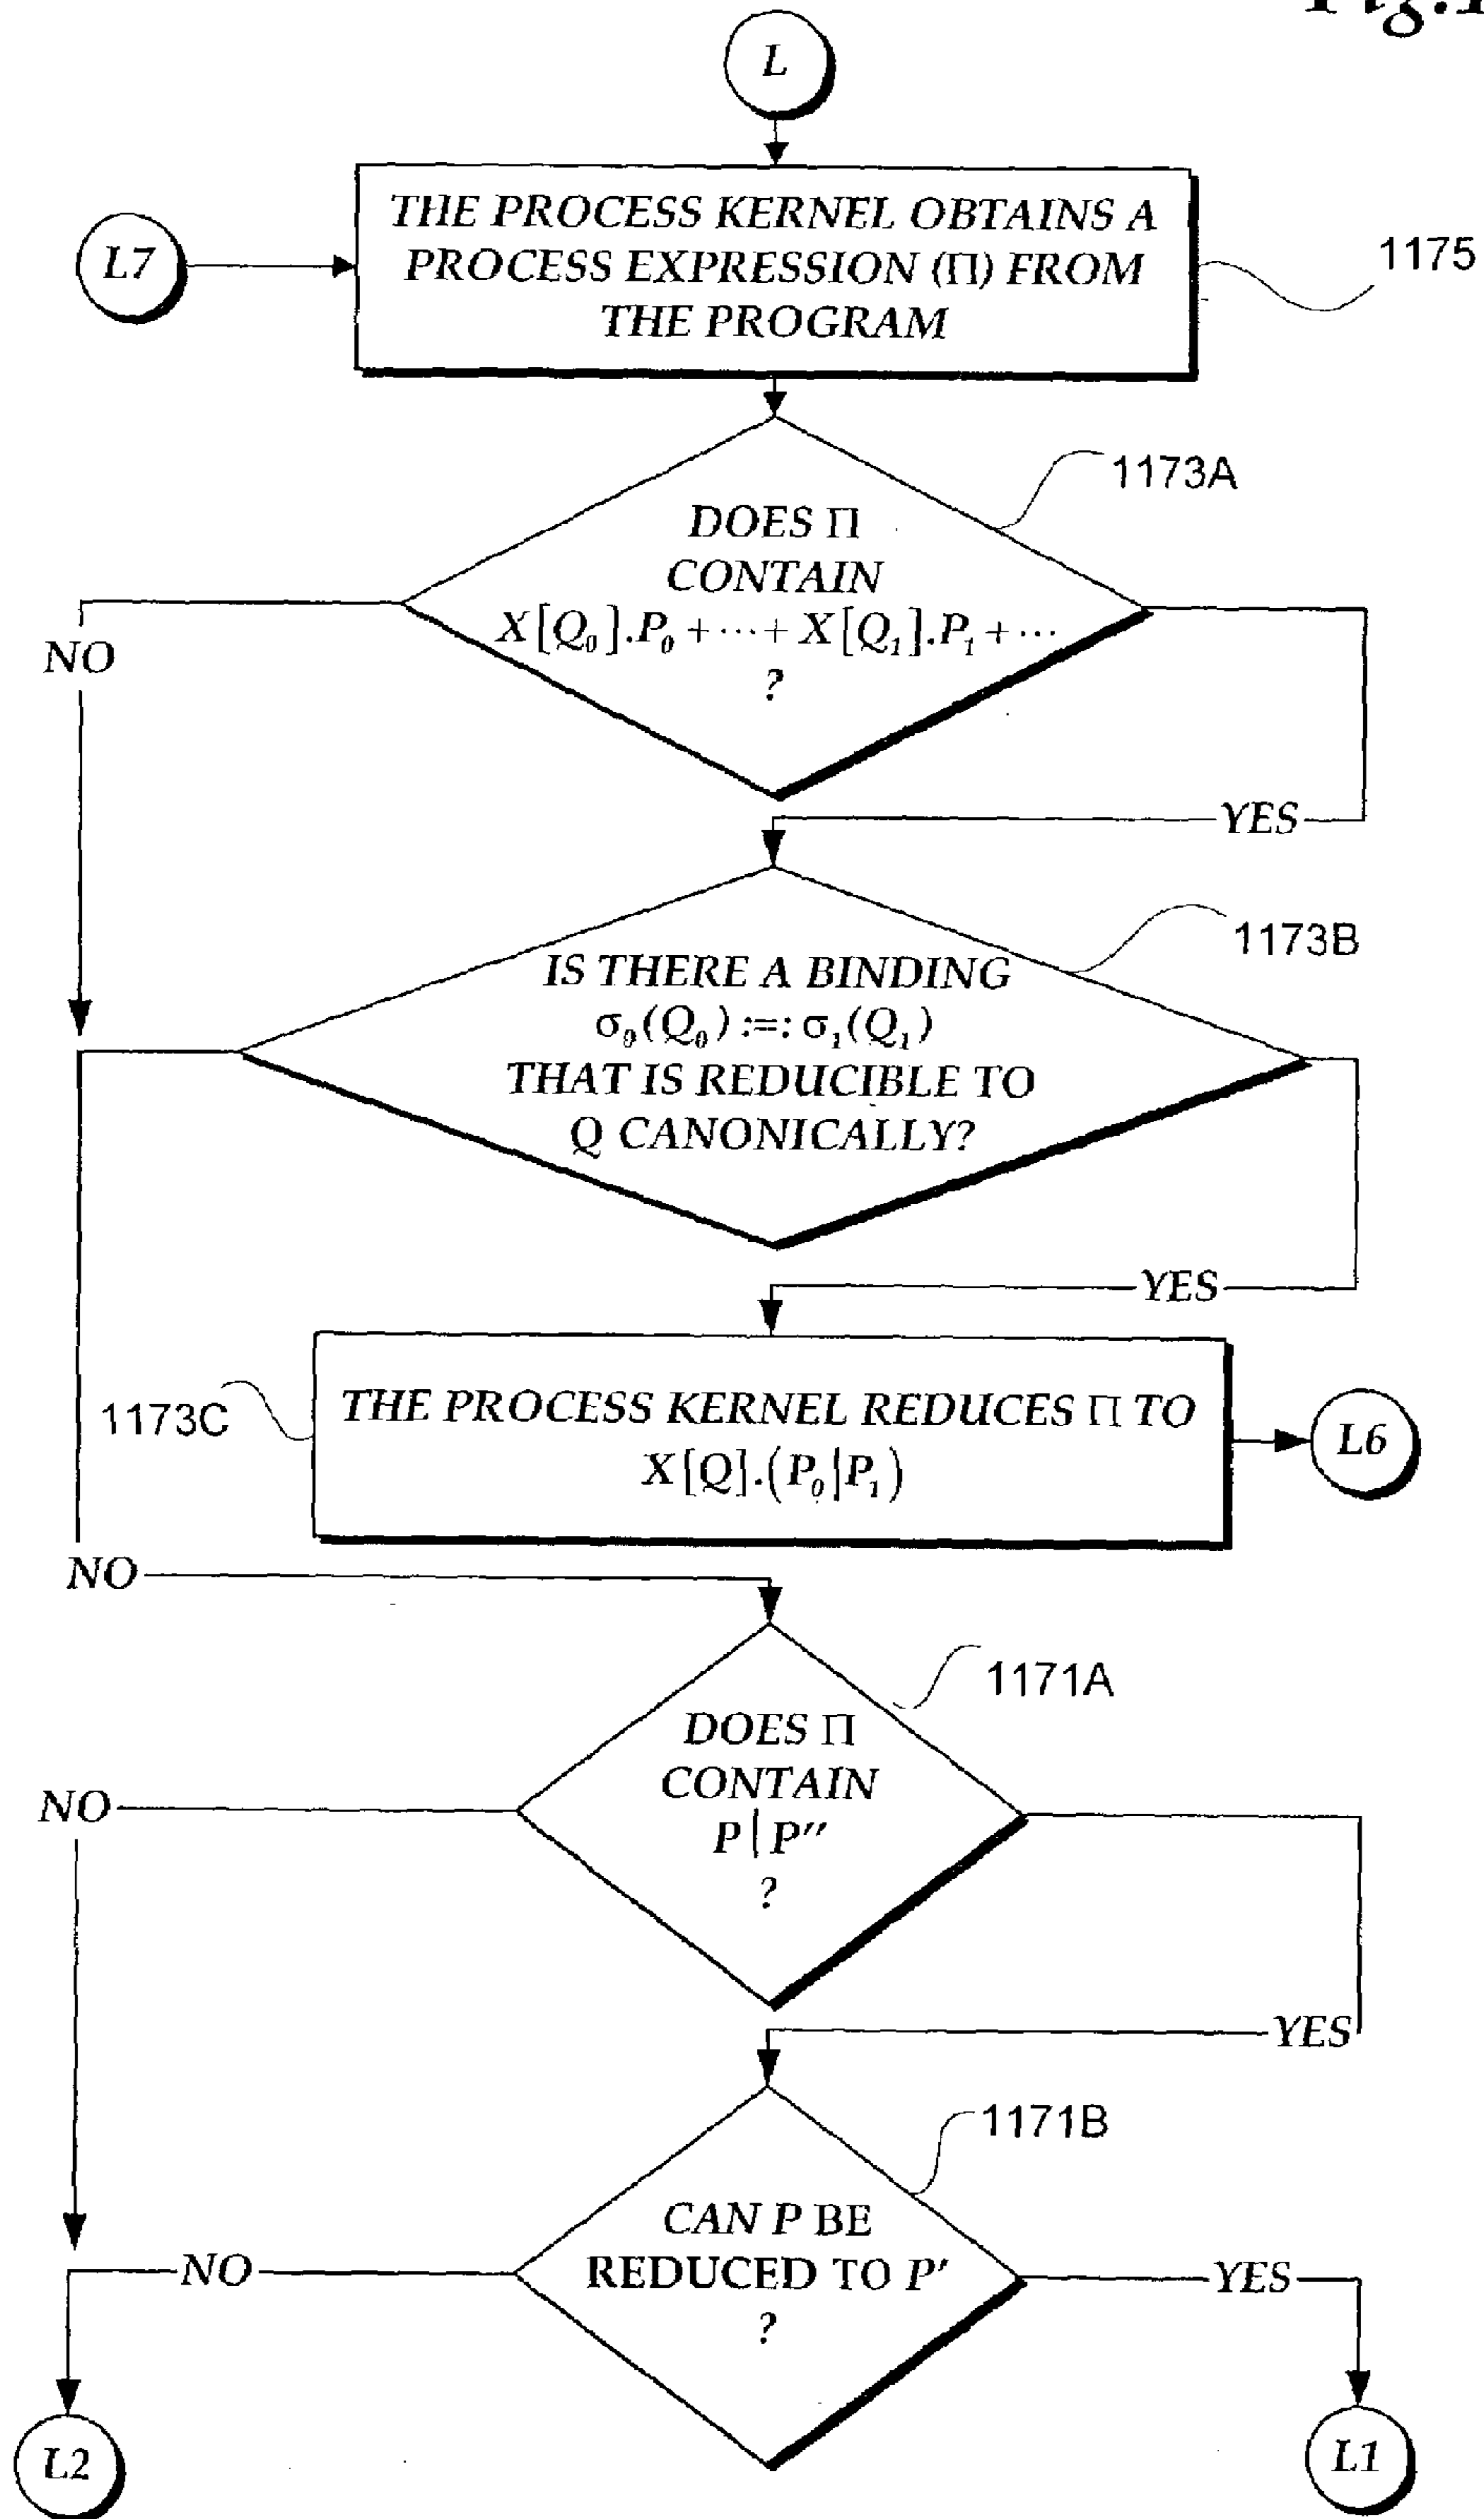 L
THE PROCESS KERNEL OBTAINS A
PROCESS EXPRESSION (Π) FROM
THE PROGRAM
L7
1175
1173A
DOES Π
CONTAIN
X[Q₀].P₀ + ··· + X[Q₁].P₁ + ···
?
NO
YES
1173B
IS THERE A BINDING
σ₀(Q₀) :=: σ₁(Q₁)
THAT IS REDUCIBLE TO
Q CANONICALLY?
YES
1173C
THE PROCESS KERNEL REDUCES Π TO
X[Q].(P₀|P₁)
L6
NO
1171A
DOES Π
CONTAIN
P|P″
?
NO
YES
1171B
CAN P BE
REDUCED TO P′
?
NO
YES
L2
L1